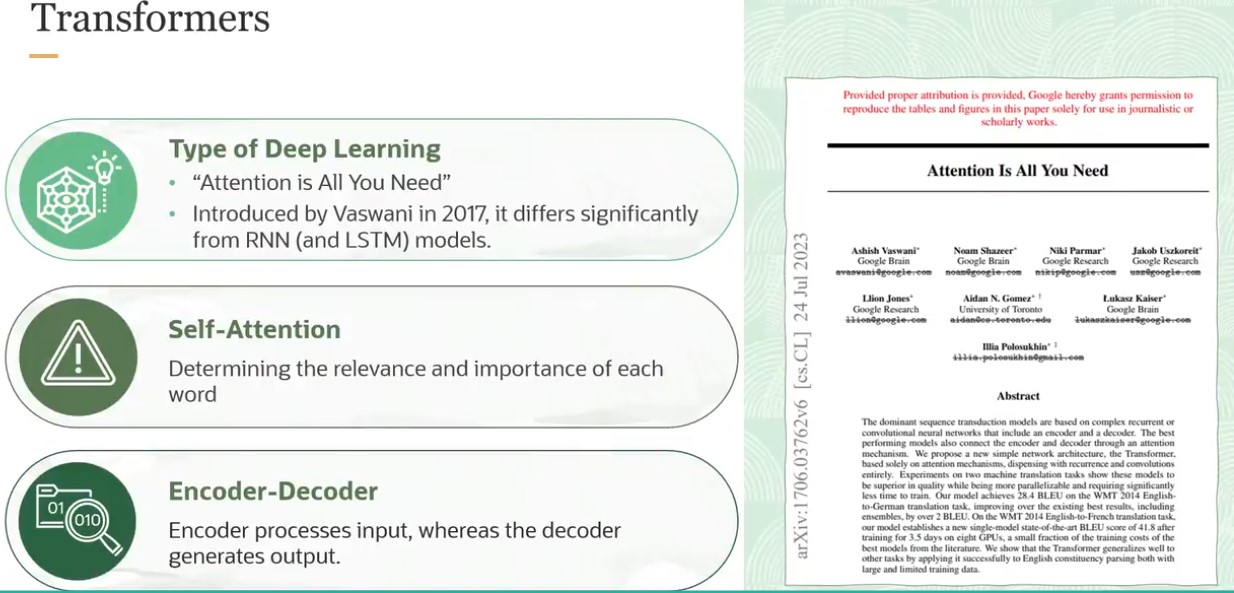 Transformers
Type of Deep Learning
• “Attention is All You Need”
• Introduced by Vaswani in 2017, it differs significantly
from RNN (and LSTM) models.
Self-Attention
Determining the relevance and importance of each
word
01
010
Encoder-Decoder
Encoder processes input, whereas the decoder
generates output.
Provided proper attribution is provided, Google hereby grants permission to
reproduce the tables and figures in this paper solely for use in journalistic or
scholarly works.
Attention Is All You Need
Ashish Vaswani* Noam Shazeer* Niki Parmar* Jakob Uszkoreit*
Google Brain Google Brain Google Research Google Research
avaswani@google.com noam@google.com nikip@google.com usz@google.com
Llion Jones* Aidan N. Gomez* † Łukasz Kaiser*
Google Research University of Toronto Google Brain
llion@google.com aidan@cs.toronto.edu lukaszkaiser@google.com
Illia Polosukhin* ‡
illia.polosukhin@gmail.com
Abstract
The dominant sequence transduction models are based on complex recurrent or
convolutional neural networks that include an encoder and a decoder. The best
performing models also connect the encoder and decoder through an attention
mechanism. We propose a new simple network architecture, the Transformer,
based solely on attention mechanisms, dispensing with recurrence and convolutions
entirely. Experiments on two machine translation tasks show these models to
be superior in quality while being more parallelizable and requiring significantly
less time to train. Our model achieves 28.4 BLEU on the WMT 2014 English-
to-German translation task, improving over the existing best results, including
ensembles, by over 2 BLEU. On the WMT 2014 English-to-French translation task,
our model establishes a new single-model state-of-the-art BLEU score of 41.8 after
training for 3.5 days on eight GPUs, a small fraction of the training costs of the
best models from the literature. We show that the Transformer generalizes well to
other tasks by applying it successfully to English constituency parsing both with
large and limited training data.
arXiv:1706.03762v6 [cs.CL] 24 Jul 2023